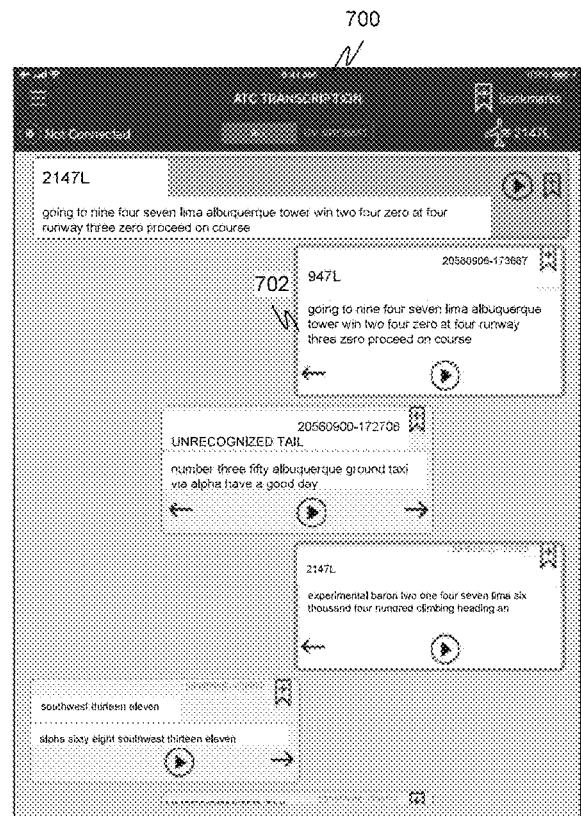 700
ATC TRANSCRIPTION
Bookmarks
Not Connected
2147L
2147L
going to nine four seven lima albuquerque tower win two four zero at four
runway three zero proceed on course
702
947L
going to nine four seven lima albuquerque
tower win two four zero at four runway
three zero proceed on course
UNRECOGNIZED TAIL
number three fifty albuquerque ground taxi
via alpha have a good day
2147L
experimental baron two one four seven lima six
thousand four hundred climbing heading an
southwest thirteen eleven
alpha sixty eight southwest thirteen eleven